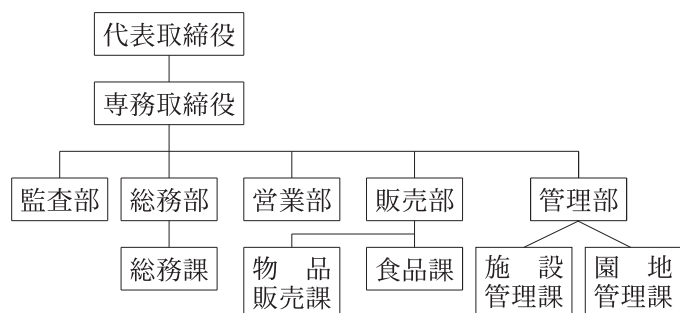 代表取締役
専務取締役
監査部
総務部
営業部
販売部
管理部
総務課
物品
販売課
食品課
施設
管理課
園地
管理課